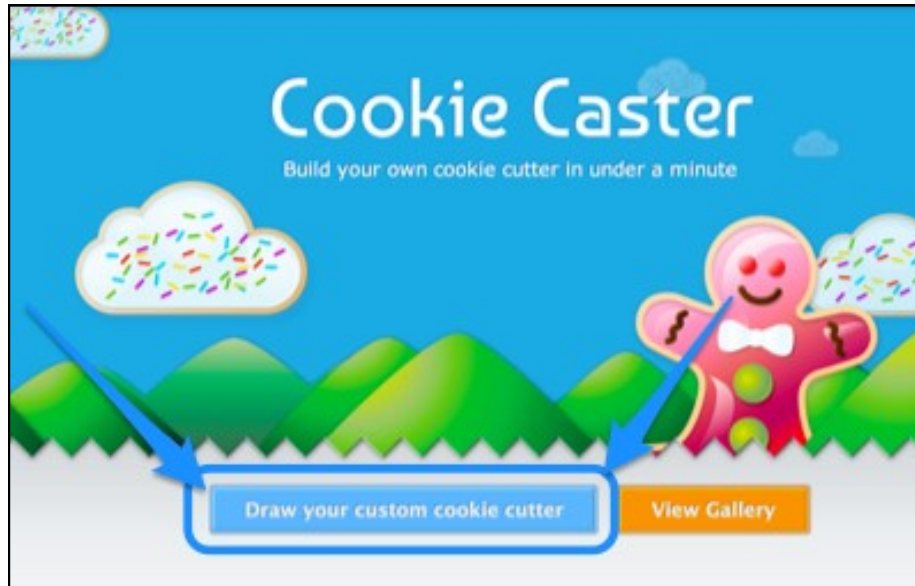 Cookie Caster
Build your own cookie cutter in under a minute
Draw your custom cookie cutter
View Gallery